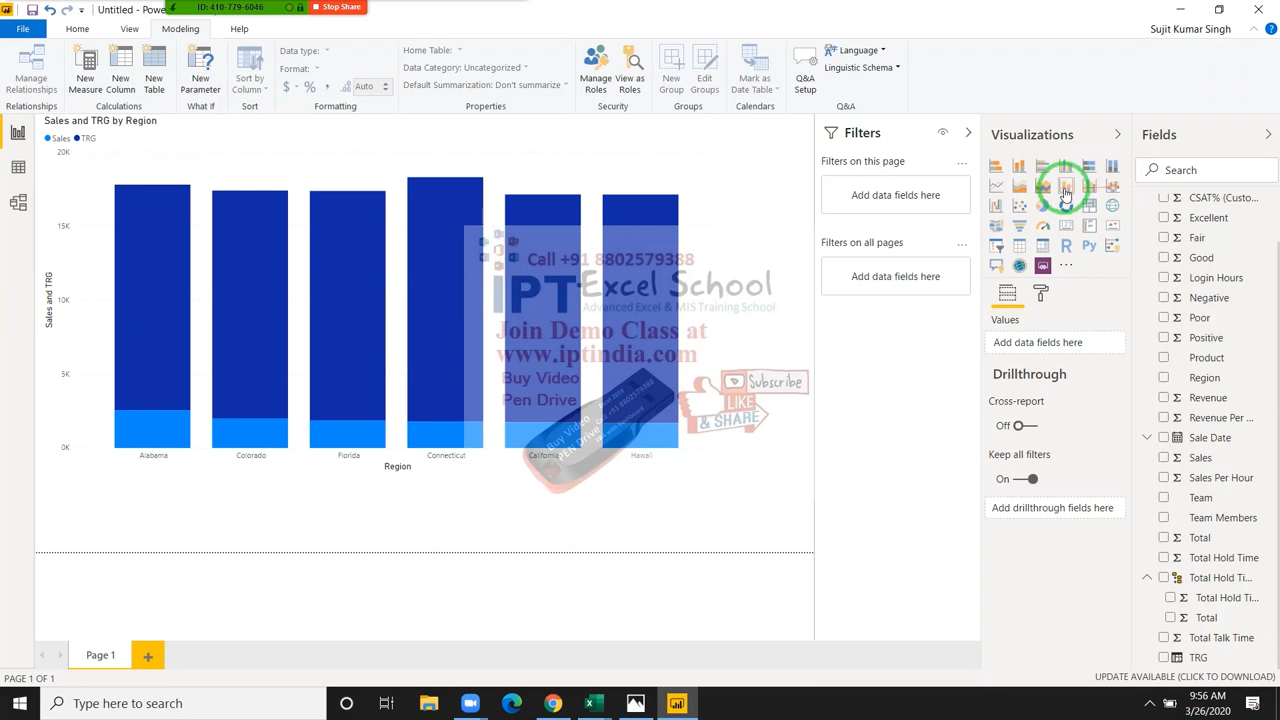 ID: 410-779-6046
Stop Share
Untitled - Powe
Sujit Kumar Singh
File
Home
View
Modeling
Help
Manage Relationships
New Measure
New Column
New Table
New Parameter
Sort by Column
Data type:
Format:
$ % , Auto
Home Table:
Data Category: Uncategorized
Default Summarization: Don't summarize
Manage Roles
View as Roles
New Group
Edit Groups
Mark as Date Table
Q&A Setup
Language
Linguistic Schema
Relationships
Calculations
What If
Sort
Formatting
Properties
Security
Groups
Calendars
Q&A
Sales and TRG by Region
Sales TRG
20K
15K
10K
5K
0K
Sales and TRG
Alabama
Colorado
Florida
Connecticut
California
Hawaii
Region
Call +91 8802579388
iPT Excel School
Advanced Excel & MIS Training School
Join Demo Class at
www.iptindia.com
Buy Video
Pen Drive
Subscribe
LIKE
& SHARE
Filters
Filters on this page
...
Add data fields here
Filters on all pages
...
Add data fields here
Visualizations
R
Py
...
Values
Add data fields here
Drillthrough
Cross-report
Off
Keep all filters
On
Add drillthrough fields here
Fields
Search
CSAT% (Custo...
Excellent
Fair
Good
Login Hours
Negative
Poor
Positive
Product
Region
Revenue
Revenue Per ...
Sale Date
Sales
Sales Per Hour
Team
Team Members
Total
Total Hold Time
Total Hold Ti...
Total Hold Ti...
Total
Total Talk Time
TRG
Page 1
PAGE 1 OF 1
UPDATE AVAILABLE (CLICK TO DOWNLOAD)
Type here to search
9:56 AM
3/26/2020